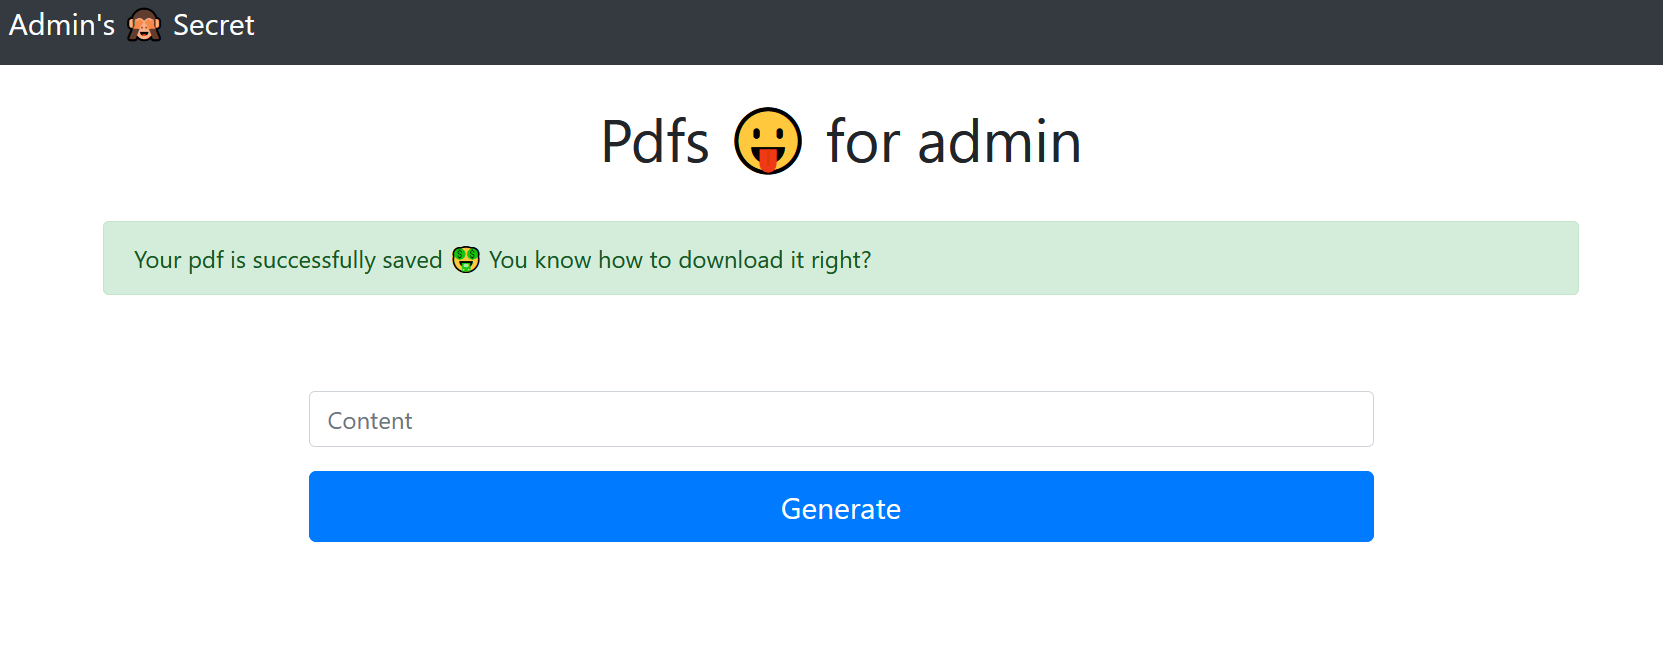 Admin's 🙈 Secret
Pdfs 😛 for admin
Your pdf is successfully saved 🤑 You know how to download it right?
Content
Generate